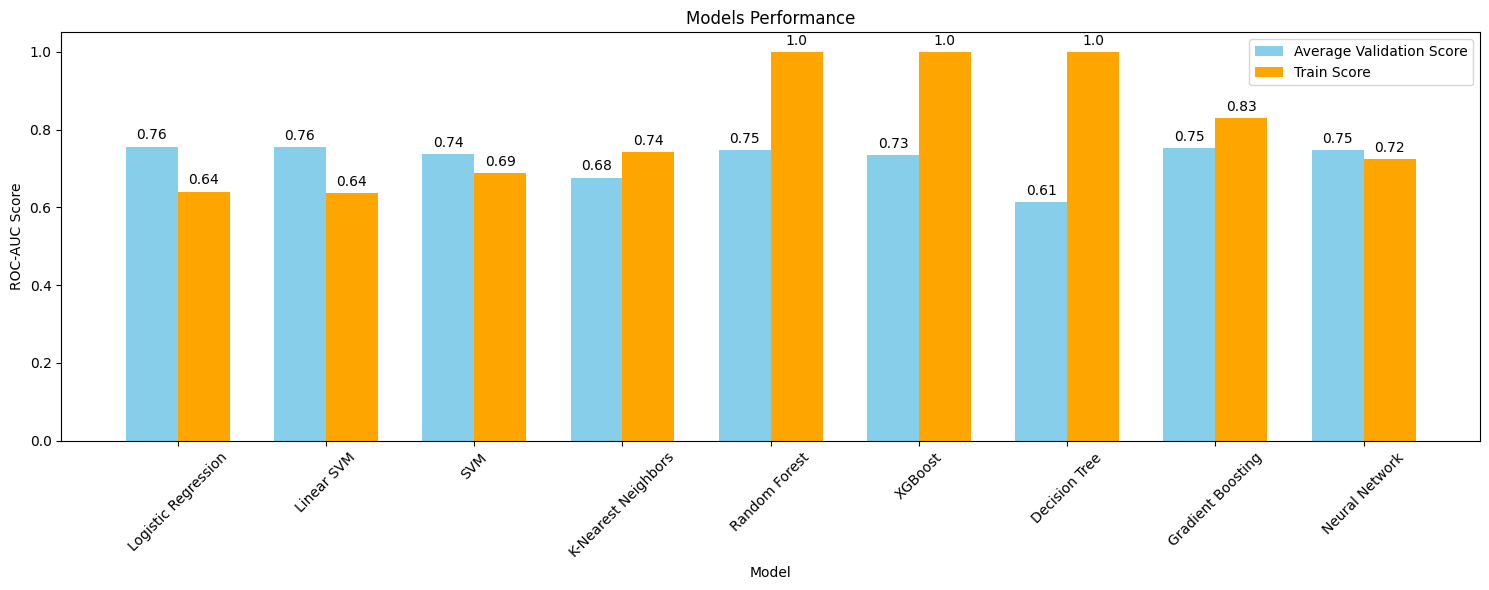 Models Performance
Average Validation Score
Train Score
ROC-AUC Score
1.0
0.8
0.6
0.4
0.2
0.0
0.76
0.64
0.76
0.64
0.74
0.69
0.68
0.74
0.75
1.0
0.73
1.0
0.61
1.0
0.75
0.83
0.75
0.72
Logistic Regression
Linear SVM
SVM
K-Nearest Neighbors
Random Forest
XGBoost
Decision Tree
Gradient Boosting
Neural Network
Model